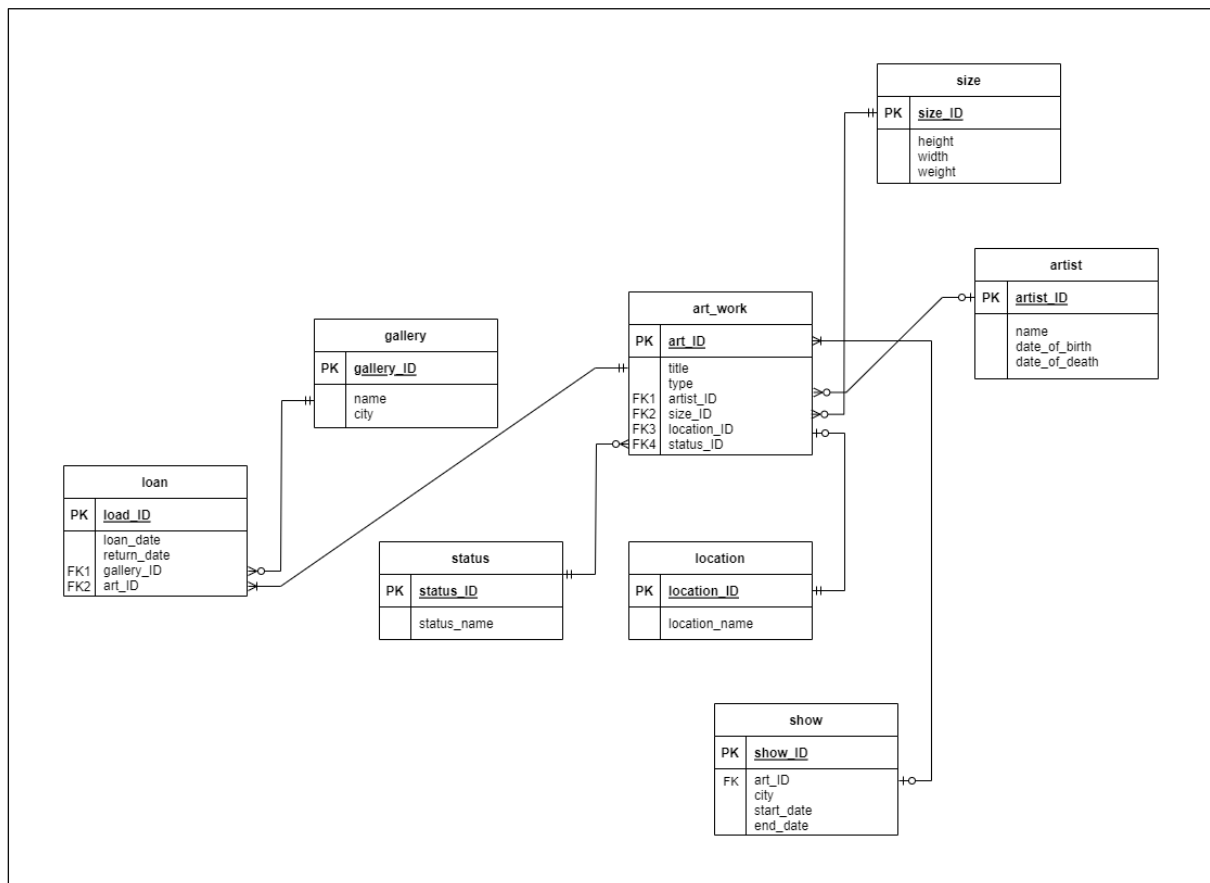 size
PK size_ID
height
width
weight
artist
PK artist_ID
name
date_of_birth
date_of_death
art_work
PK art_ID
title
type
FK1 artist_ID
FK2 size_ID
FK3 location_ID
FK4 status_ID
gallery
PK gallery_ID
name
city
loan
PK load_ID
loan_date
return_date
FK1 gallery_ID
FK2 art_ID
status
PK status_ID
status_name
location
PK location_ID
location_name
show
PK show_ID
FK art_ID
city
start_date
end_date